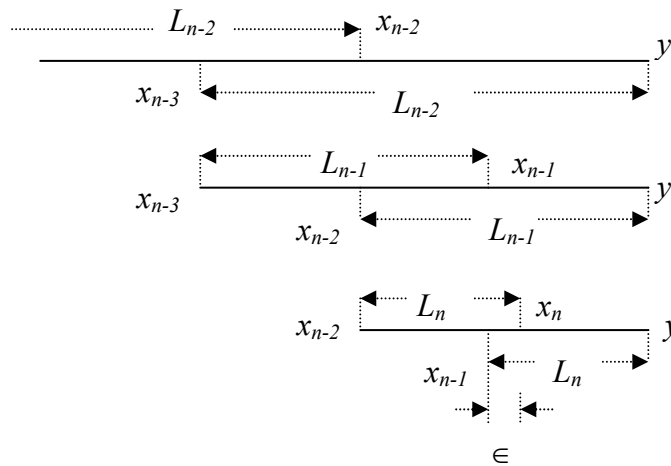 L_{n-2} x_{n-2}
y
x_{n-3} L_{n-2}
L_{n-1} x_{n-1}
x_{n-3} y
x_{n-2} L_{n-1}
L_n x_n
x_{n-2} y
x_{n-1} L_n
∈